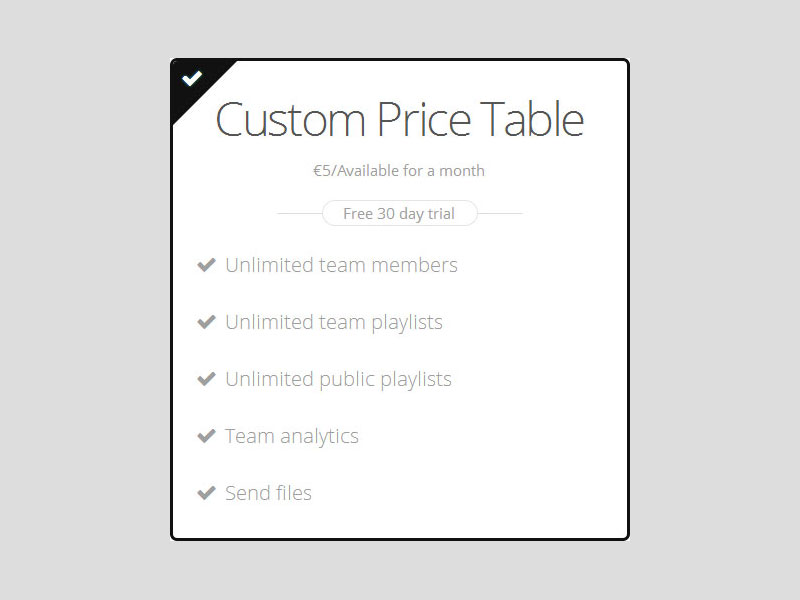 Custom Price Table
€5/Available for a month
Free 30 day trial
Unlimited team members
Unlimited team playlists
Unlimited public playlists
Team analytics
Send files